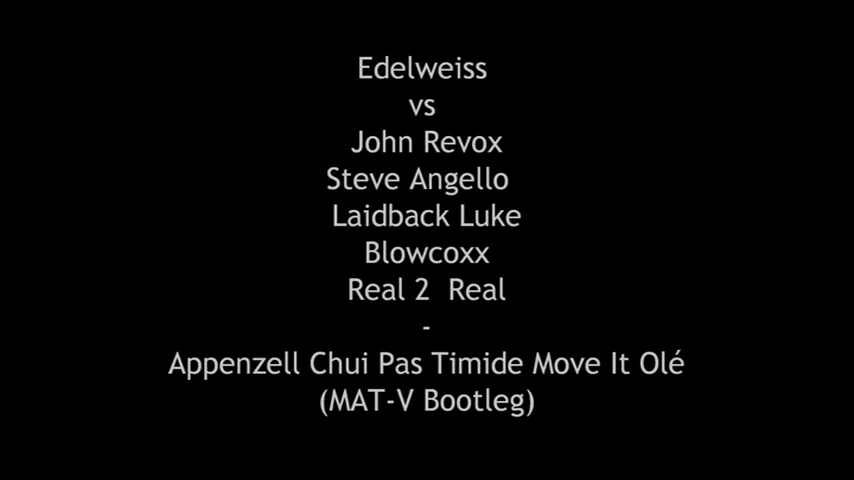 Edelweiss
vs
John Revox
Steve Angello
Laidback Luke
Blowcoxx
Real 2 Real
-
Appenzell Chui Pas Timide Move It Olé
(MAT-V Bootleg)